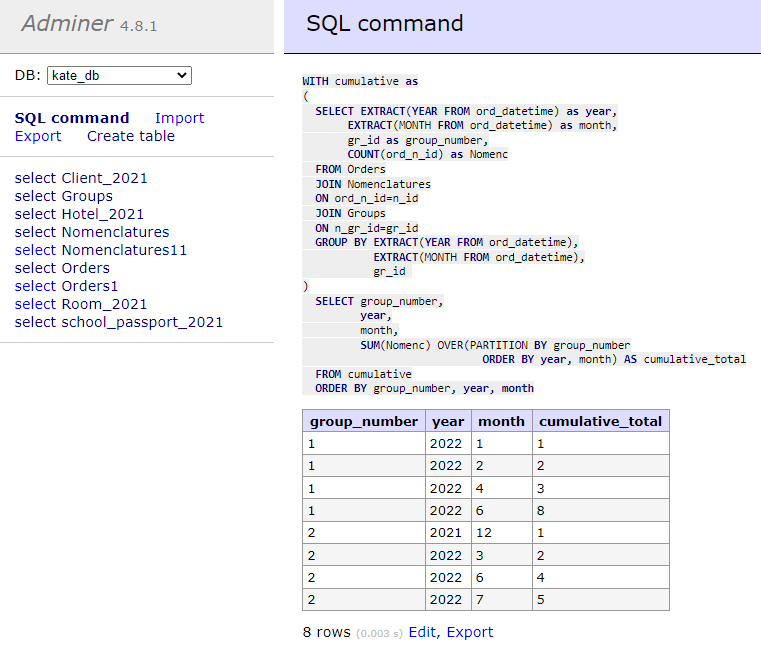 Adminer 4.8.1
DB: kate_db
SQL command Import
Export Create table
select Client_2021
select Groups
select Hotel_2021
select Nomenclatures
select Nomenclatures11
select Orders
select Orders1
select Room_2021
select school_passport_2021
SQL command
WITH cumulative as
(
SELECT EXTRACT(YEAR FROM ord_datetime) as year,
EXTRACT(MONTH FROM ord_datetime) as month,
gr_id as group_number,
COUNT(ord_n_id) as Nomenc
FROM Orders
JOIN Nomenclatures
ON ord_n_id=n_id
JOIN Groups
ON n_gr_id=gr_id
GROUP BY EXTRACT(YEAR FROM ord_datetime),
EXTRACT(MONTH FROM ord_datetime),
gr_id
)
SELECT group_number,
year,
month,
SUM(Nomenc) OVER(PARTITION BY group_number
ORDER BY year, month) AS cumulative_total
FROM cumulative
ORDER BY group_number, year, month
group_number year month cumulative_total
1 2022 1 1
1 2022 2 2
1 2022 4 3
1 2022 6 8
2 2021 12 1
2 2022 3 2
2 2022 6 4
2 2022 7 5
8 rows (0.003 s) Edit, Export